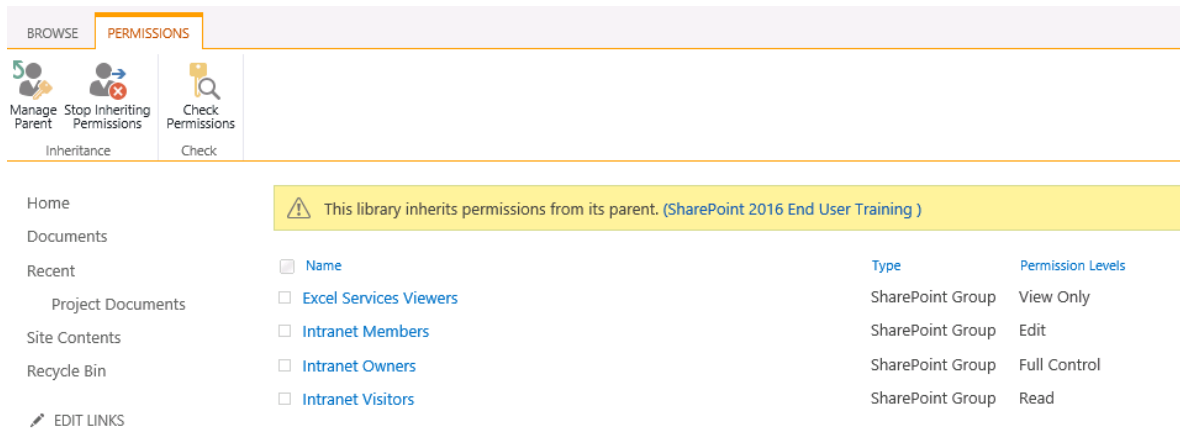 BROWSE PERMISSIONS
Manage Parent
Stop Inheriting Permissions
Check Permissions
Inheritance Check
Home
Documents
Recent
Project Documents
Site Contents
Recycle Bin
EDIT LINKS
This library inherits permissions from its parent. (SharePoint 2016 End User Training )
Name Type Permission Levels
Excel Services Viewers SharePoint Group View Only
Intranet Members SharePoint Group Edit
Intranet Owners SharePoint Group Full Control
Intranet Visitors SharePoint Group Read